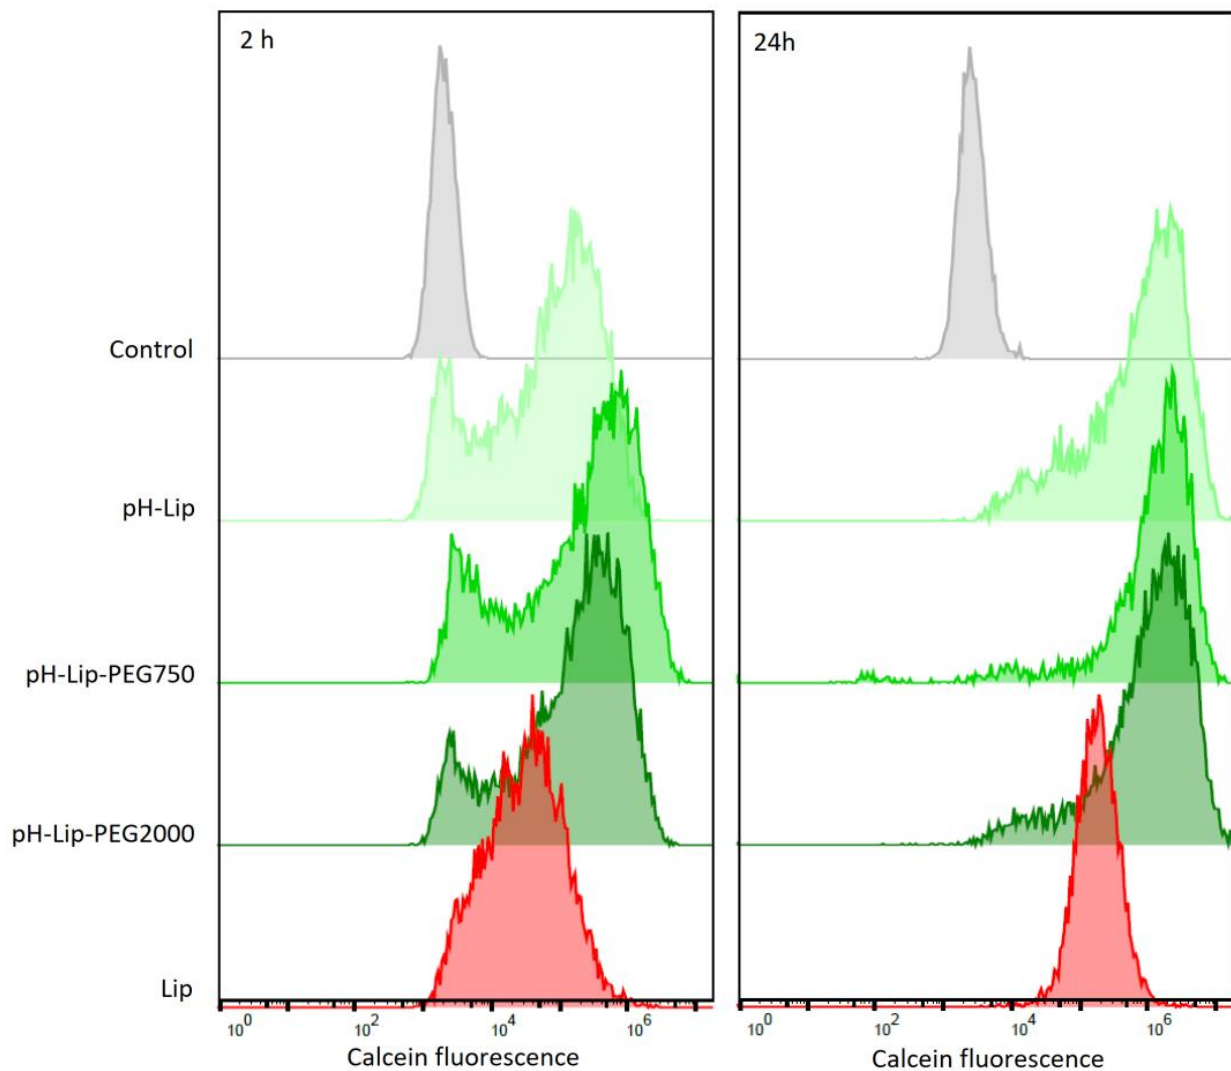 2 h
24h
Control
pH-Lip
pH-Lip-PEG750
pH-Lip-PEG2000
Lip
10^0 10^2 10^4 10^6
10^0 10^2 10^4 10^6
Calcein fluorescence
Calcein fluorescence